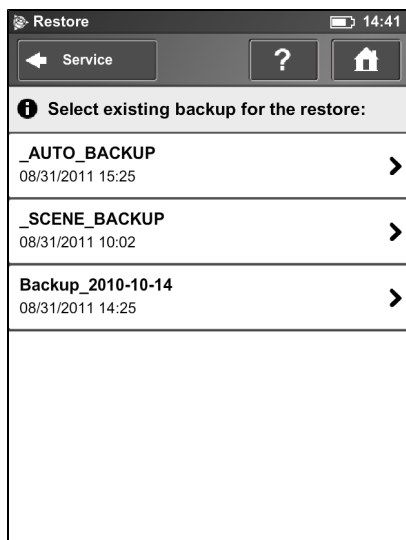 Restore 14:41
Service ?
Select existing backup for the restore:
_AUTO_BACKUP
08/31/2011 15:25
_SCENE_BACKUP
08/31/2011 10:02
Backup_2010-10-14
08/31/2011 14:25